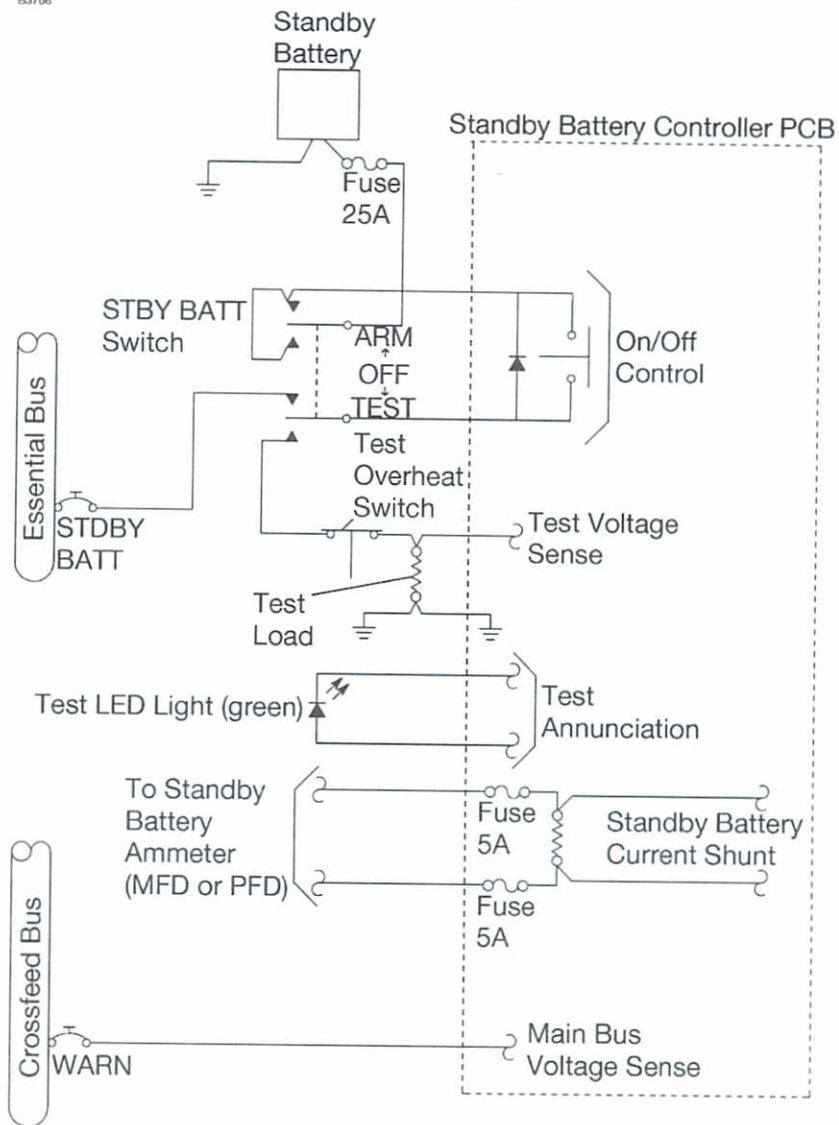 Standby
Battery
Standby Battery Controller PCB
Fuse
25A
STBY BATT
Switch
ARM
OFF
TEST
On/Off
Control
Essential Bus
STDBY
BATT
Test
Overheat
Switch
Test Voltage
Sense
Test
Load
Test LED Light (green)
Test
Annunciation
To Standby
Battery
Ammeter
(MFD or PFD)
Fuse
5A
Standby Battery
Current Shunt
Fuse
5A
Crossfeed Bus
WARN
Main Bus
Voltage Sense